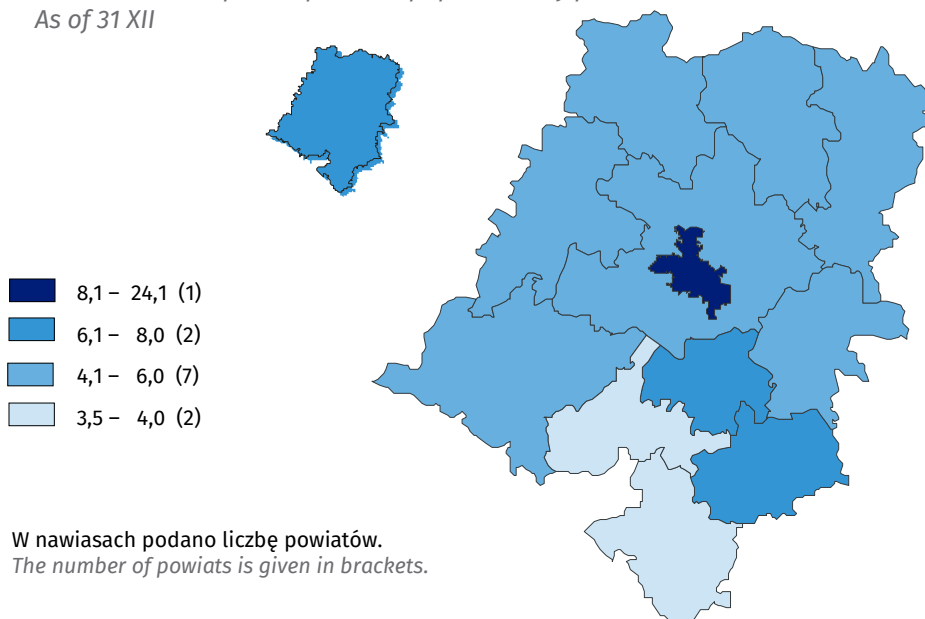 As of 31 XII
8,1 – 24,1 (1)
6,1 – 8,0 (2)
4,1 – 6,0 (7)
3,5 – 4,0 (2)
W nawiasach podano liczbę powiatów.
The number of powiats is given in brackets.